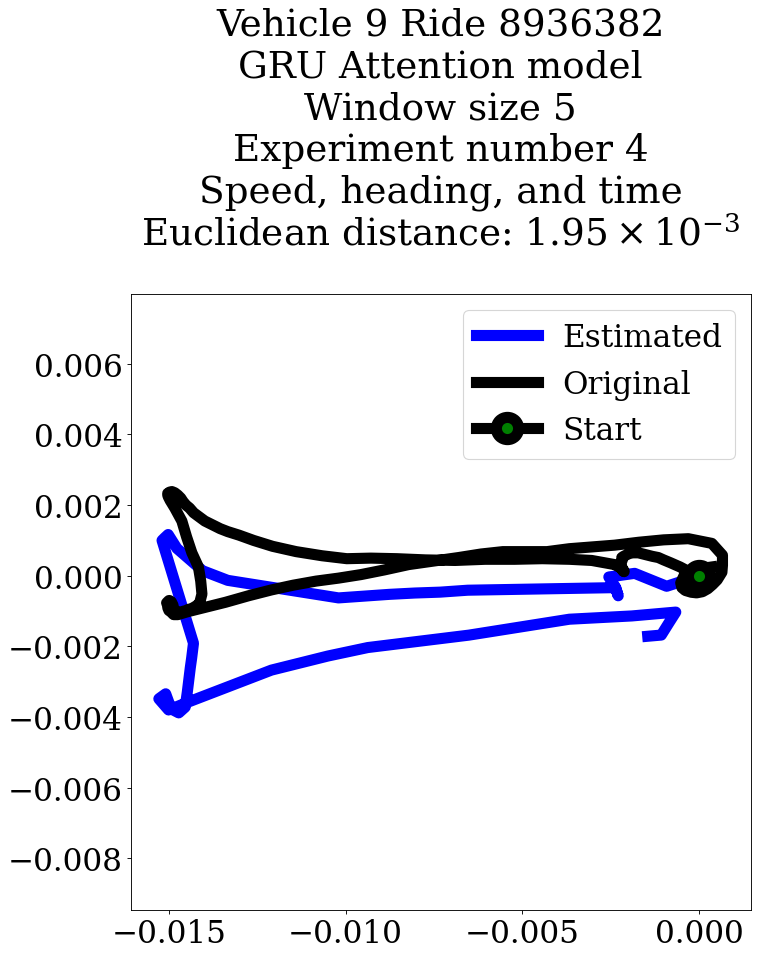 Vehicle 9 Ride 8936382
GRU Attention model
Window size 5
Experiment number 4
Speed, heading, and time
Euclidean distance: 1.95 × 10⁻³
Estimated
Original
Start
0.006
0.004
0.002
0.000
−0.002
−0.004
−0.006
−0.008
−0.015 −0.010 −0.005 0.000